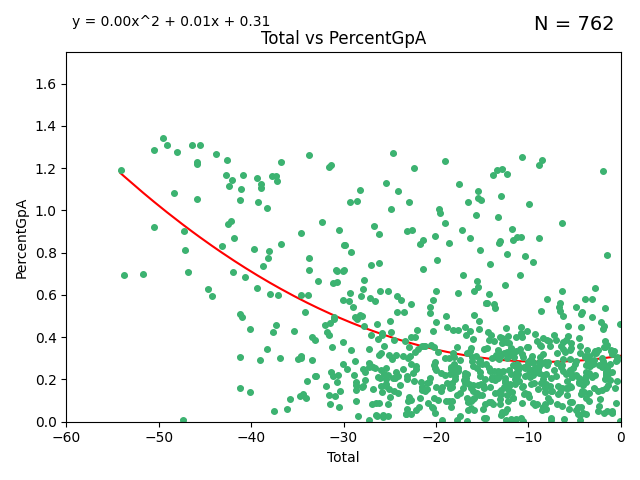 y = 0.00x^2 + 0.01x + 0.31
N = 762
Total vs PercentGpA
PercentGpA
1.6
1.4
1.2
1.0
0.8
0.6
0.4
0.2
0.0
−60 −50 −40 −30 −20 −10 0
Total